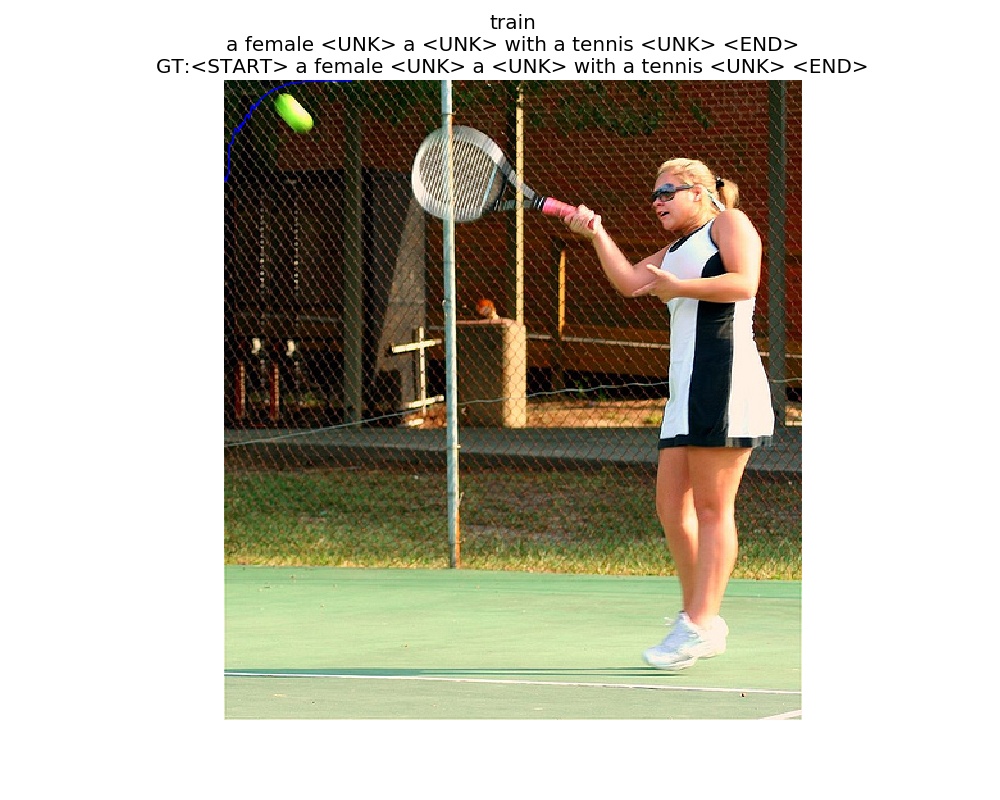 train
a female <UNK> a <UNK> with a tennis <UNK> <END>
GT:<START> a female <UNK> a <UNK> with a tennis <UNK> <END>